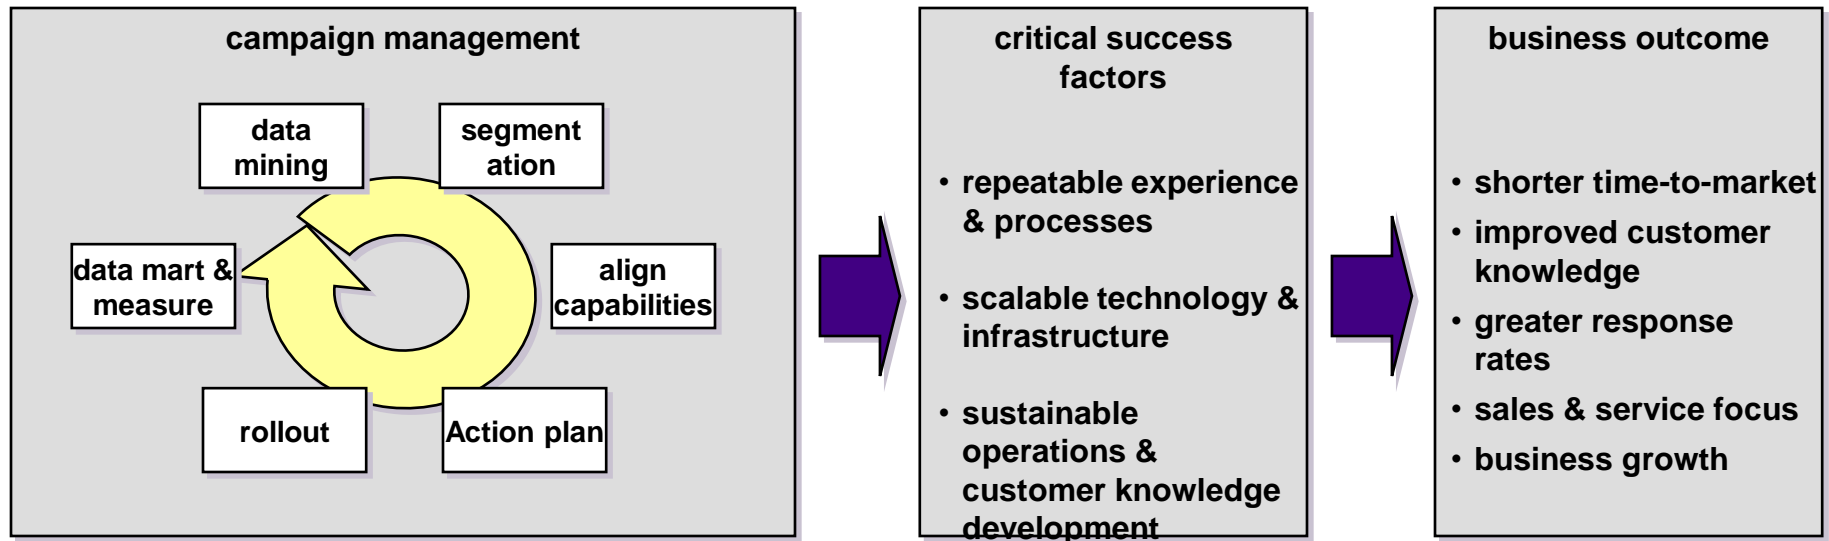 campaign management
data
mining
segment
ation
data mart &
measure
align
capabilities
rollout
Action plan
critical success
factors
• repeatable experience
& processes
• scalable technology &
infrastructure
• sustainable
operations &
customer knowledge
development
business outcome
• shorter time-to-market
• improved customer
knowledge
• greater response
rates
• sales & service focus
• business growth